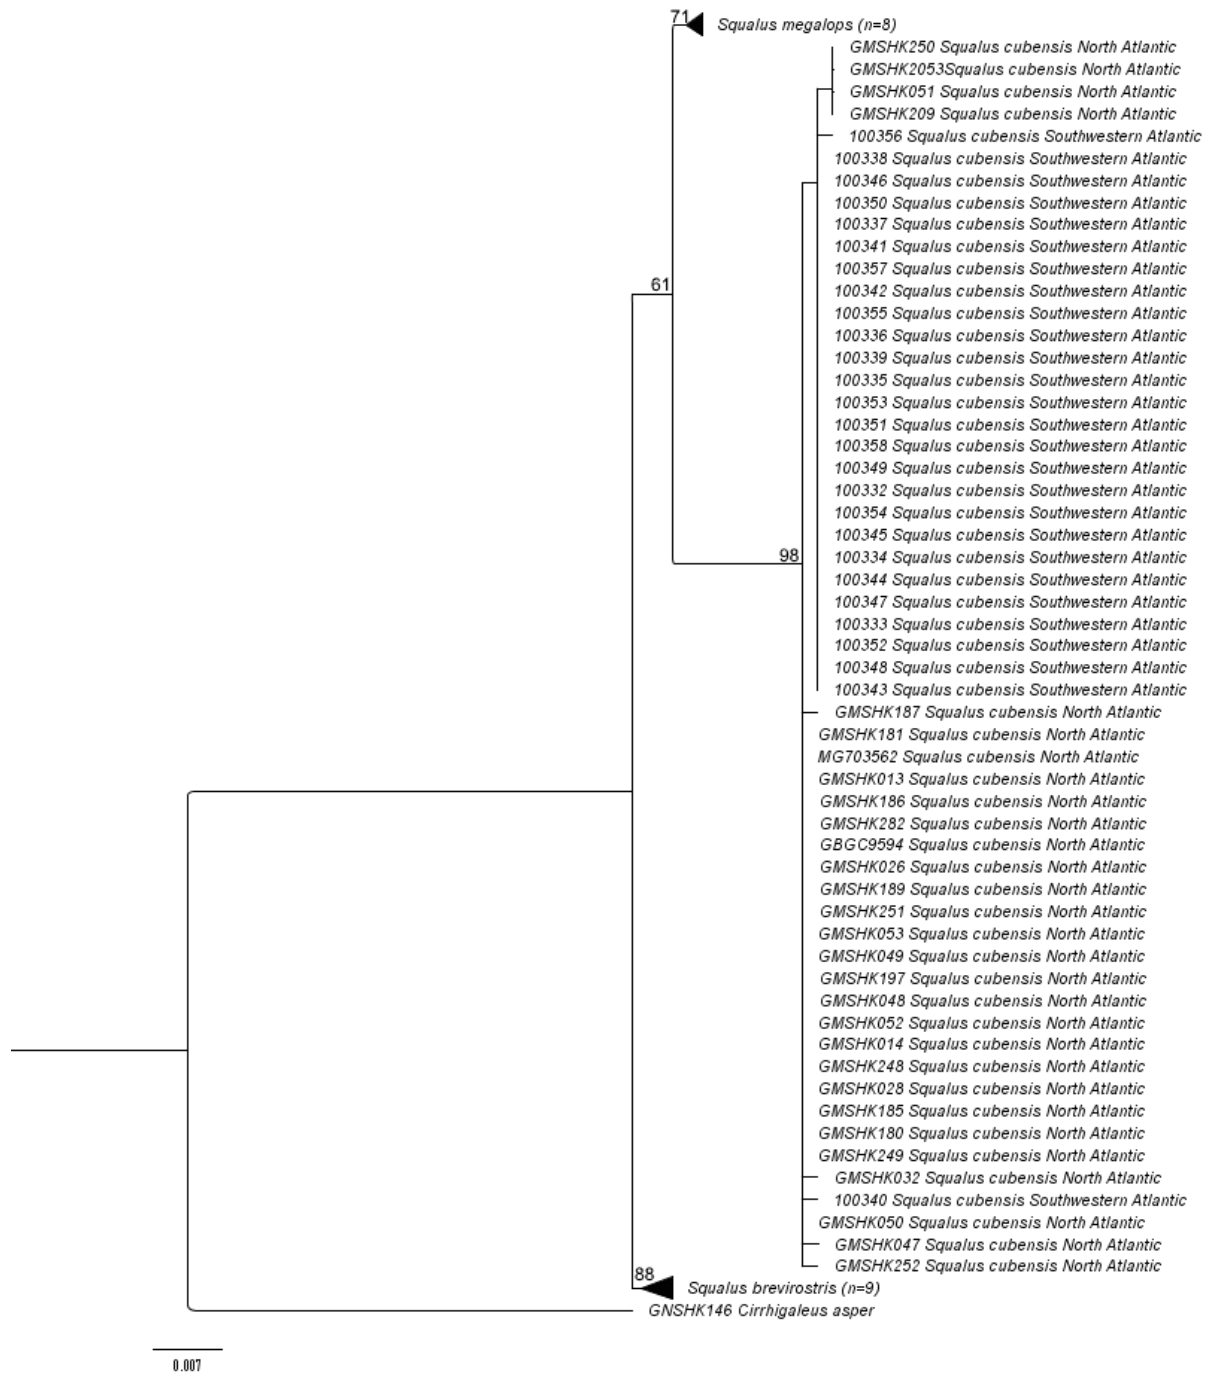 71
Squalus megalops (n=8)
GMSHK250 Squalus cubensis North Atlantic
GMSHK2053Squalus cubensis North Atlantic
GMSHK051 Squalus cubensis North Atlantic
GMSHK209 Squalus cubensis North Atlantic
100356 Squalus cubensis Southwestern Atlantic
100338 Squalus cubensis Southwestern Atlantic
100346 Squalus cubensis Southwestern Atlantic
100350 Squalus cubensis Southwestern Atlantic
100337 Squalus cubensis Southwestern Atlantic
100341 Squalus cubensis Southwestern Atlantic
100357 Squalus cubensis Southwestern Atlantic
61
100342 Squalus cubensis Southwestern Atlantic
100355 Squalus cubensis Southwestern Atlantic
100336 Squalus cubensis Southwestern Atlantic
100339 Squalus cubensis Southwestern Atlantic
100335 Squalus cubensis Southwestern Atlantic
100353 Squalus cubensis Southwestern Atlantic
100351 Squalus cubensis Southwestern Atlantic
100358 Squalus cubensis Southwestern Atlantic
100349 Squalus cubensis Southwestern Atlantic
100332 Squalus cubensis Southwestern Atlantic
100354 Squalus cubensis Southwestern Atlantic
100345 Squalus cubensis Southwestern Atlantic
98
100334 Squalus cubensis Southwestern Atlantic
100344 Squalus cubensis Southwestern Atlantic
100347 Squalus cubensis Southwestern Atlantic
100333 Squalus cubensis Southwestern Atlantic
100352 Squalus cubensis Southwestern Atlantic
100348 Squalus cubensis Southwestern Atlantic
100343 Squalus cubensis Southwestern Atlantic
GMSHK187 Squalus cubensis North Atlantic
GMSHK181 Squalus cubensis North Atlantic
MG703562 Squalus cubensis North Atlantic
GMSHK013 Squalus cubensis North Atlantic
GMSHK186 Squalus cubensis North Atlantic
GMSHK282 Squalus cubensis North Atlantic
GBGC9594 Squalus cubensis North Atlantic
GMSHK026 Squalus cubensis North Atlantic
GMSHK189 Squalus cubensis North Atlantic
GMSHK251 Squalus cubensis North Atlantic
GMSHK053 Squalus cubensis North Atlantic
GMSHK049 Squalus cubensis North Atlantic
GMSHK197 Squalus cubensis North Atlantic
GMSHK048 Squalus cubensis North Atlantic
GMSHK052 Squalus cubensis North Atlantic
GMSHK014 Squalus cubensis North Atlantic
GMSHK248 Squalus cubensis North Atlantic
GMSHK028 Squalus cubensis North Atlantic
GMSHK185 Squalus cubensis North Atlantic
GMSHK180 Squalus cubensis North Atlantic
GMSHK249 Squalus cubensis North Atlantic
GMSHK032 Squalus cubensis North Atlantic
100340 Squalus cubensis Southwestern Atlantic
GMSHK050 Squalus cubensis North Atlantic
GMSHK047 Squalus cubensis North Atlantic
GMSHK252 Squalus cubensis North Atlantic
88
Squalus brevirostris (n=9)
GNSHK146 Cirrhigaleus asper
0.007